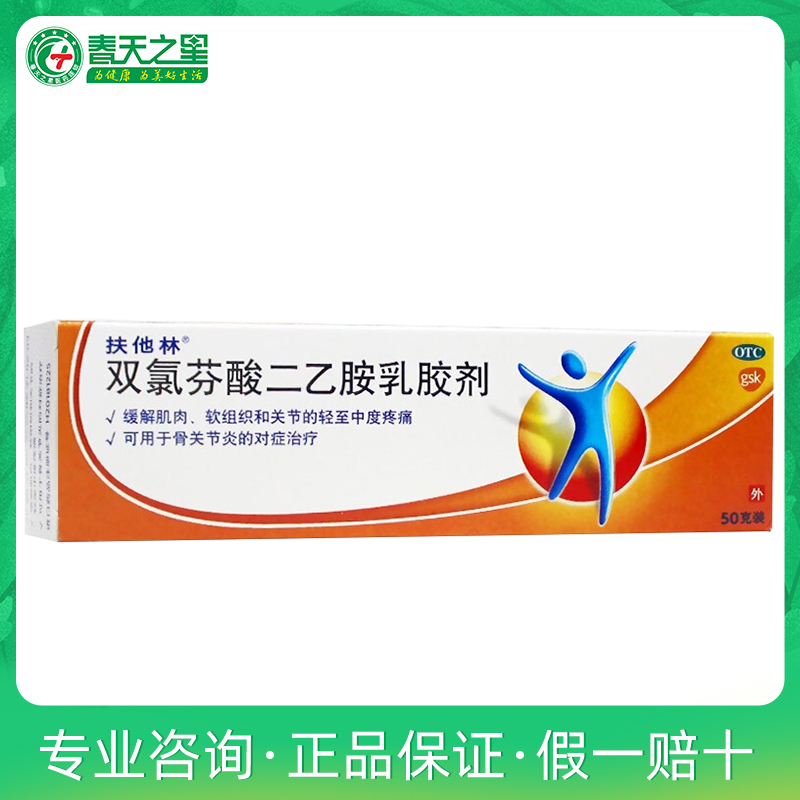 春天之星
为健康 为美好生活
扶他林®
双氯芬酸二乙胺乳胶剂
√ 缓解肌肉、软组织和关节的轻至中度疼痛
√ 可用于骨关节炎的对症治疗
OTC
gsk
外
50克装
专业咨询·正品保证·假一赔十